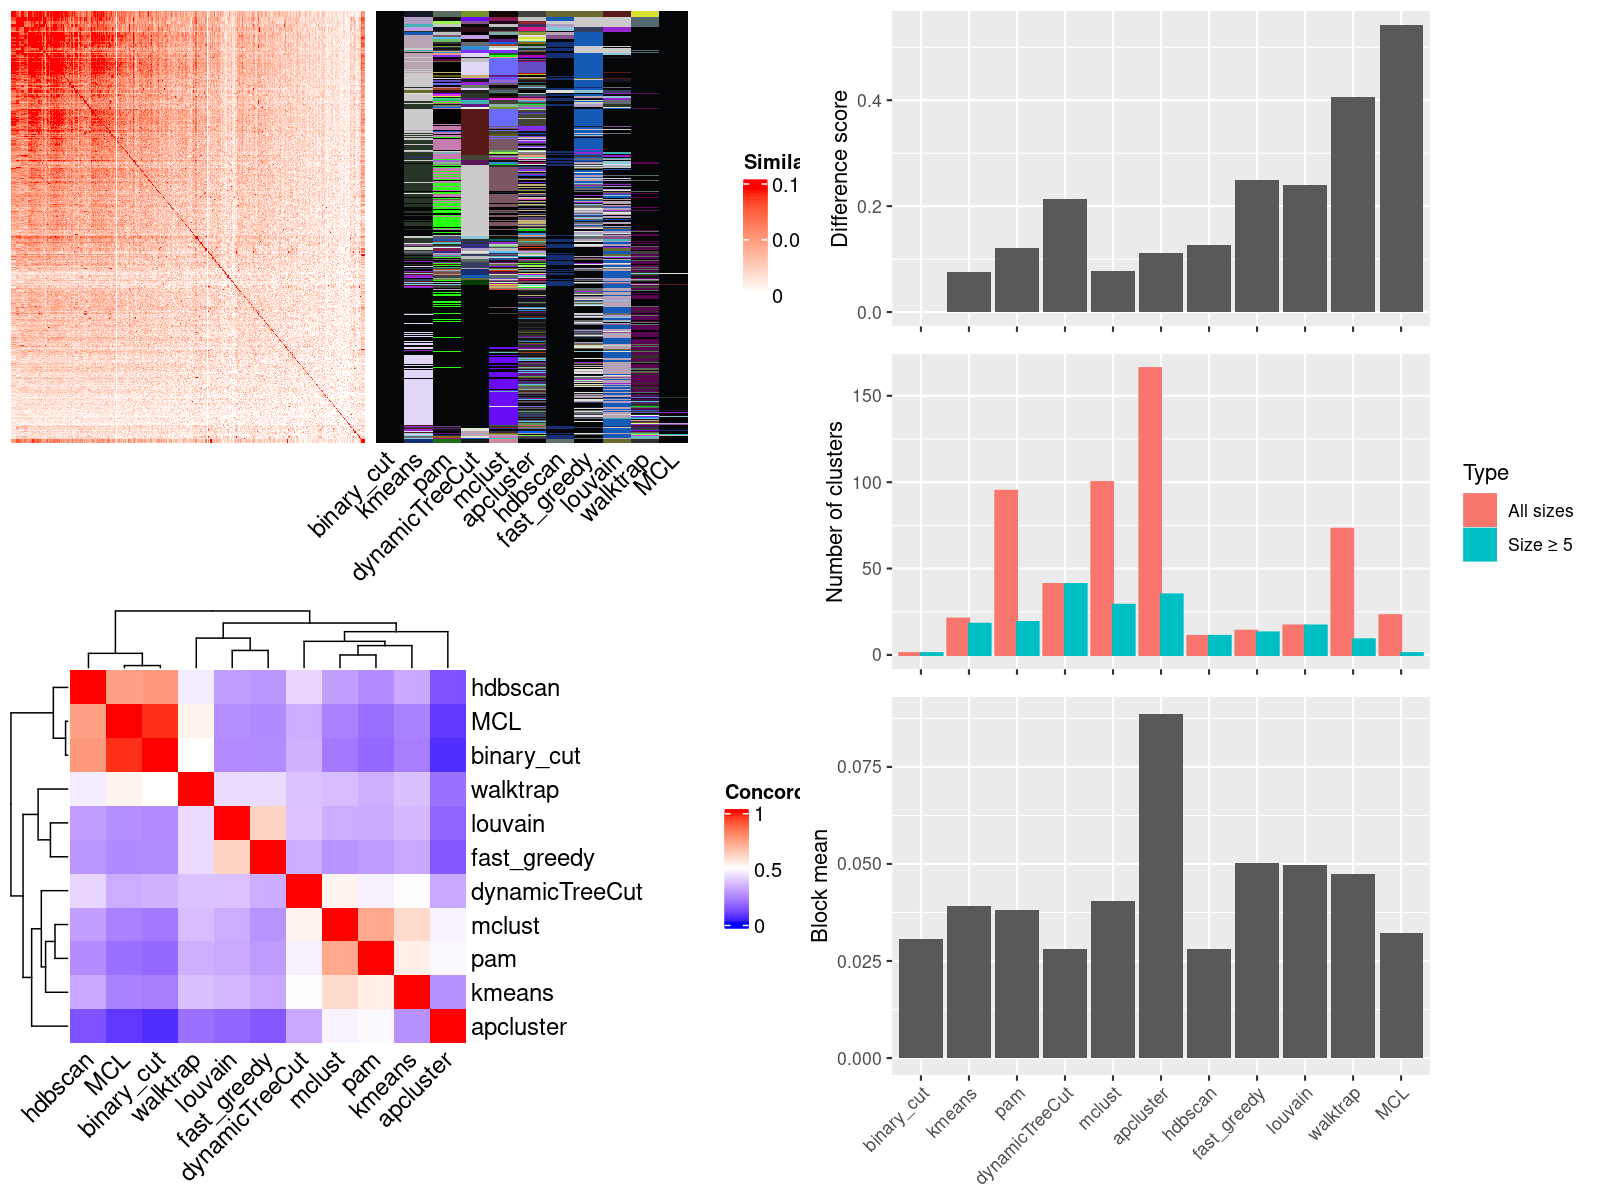 Simila
0.1
0.0
0
binary_cut
kmeans
pam
dynamicTreeCut
mclust
apcluster
hdbscan
fast_greedy
louvain
walktrap
MCL
hdbscan
MCL
binary_cut
walktrap
louvain
fast_greedy
dynamicTreeCut
mclust
pam
kmeans
apcluster
Concord
1
0.5
0
hdbscan
MCL
binary_cut
walktrap
louvain
fast_greedy
dynamicTreeCut
mclust
pam
kmeans
apcluster
Difference score
0.4
0.2
0.0
Number of clusters
150
100
50
0
Type
All sizes
Size ≥ 5
Block mean
0.075
0.050
0.025
0.000
binary_cut
kmeans
pam
dynamicTreeCut
mclust
apcluster
hdbscan
fast_greedy
louvain
walktrap
MCL